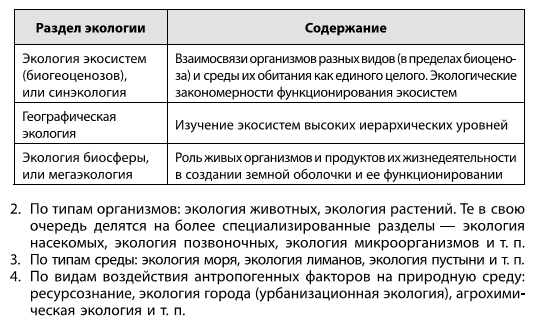 Раздел экологии
Содержание
Экология экосистем
(биогеоценозов),
или синэкология
Взаимосвязи организмов разных видов (в пределах биоцено-
за) и среды их обитания как единого целого. Экологические
закономерности функционирования экосистем
Географическая
экология
Изучение экосистем высоких иерархических уровней
Экология биосферы,
или мегаэкология
Роль живых организмов и продуктов их жизнедеятельности
в создании земной оболочки и ее функционировании
2. По типам организмов: экология животных, экология растений. Те в свою
очередь делятся на более специализированные разделы — экология
насекомых, экология позвоночных, экология микроорганизмов и т. п.
3. По типам среды: экология моря, экология лиманов, экология пустыни и т. п.
4. По видам воздействия антропогенных факторов на природную среду:
ресурсознание, экология города (урбанизационная экология), агрохими-
ческая экология и т. п.